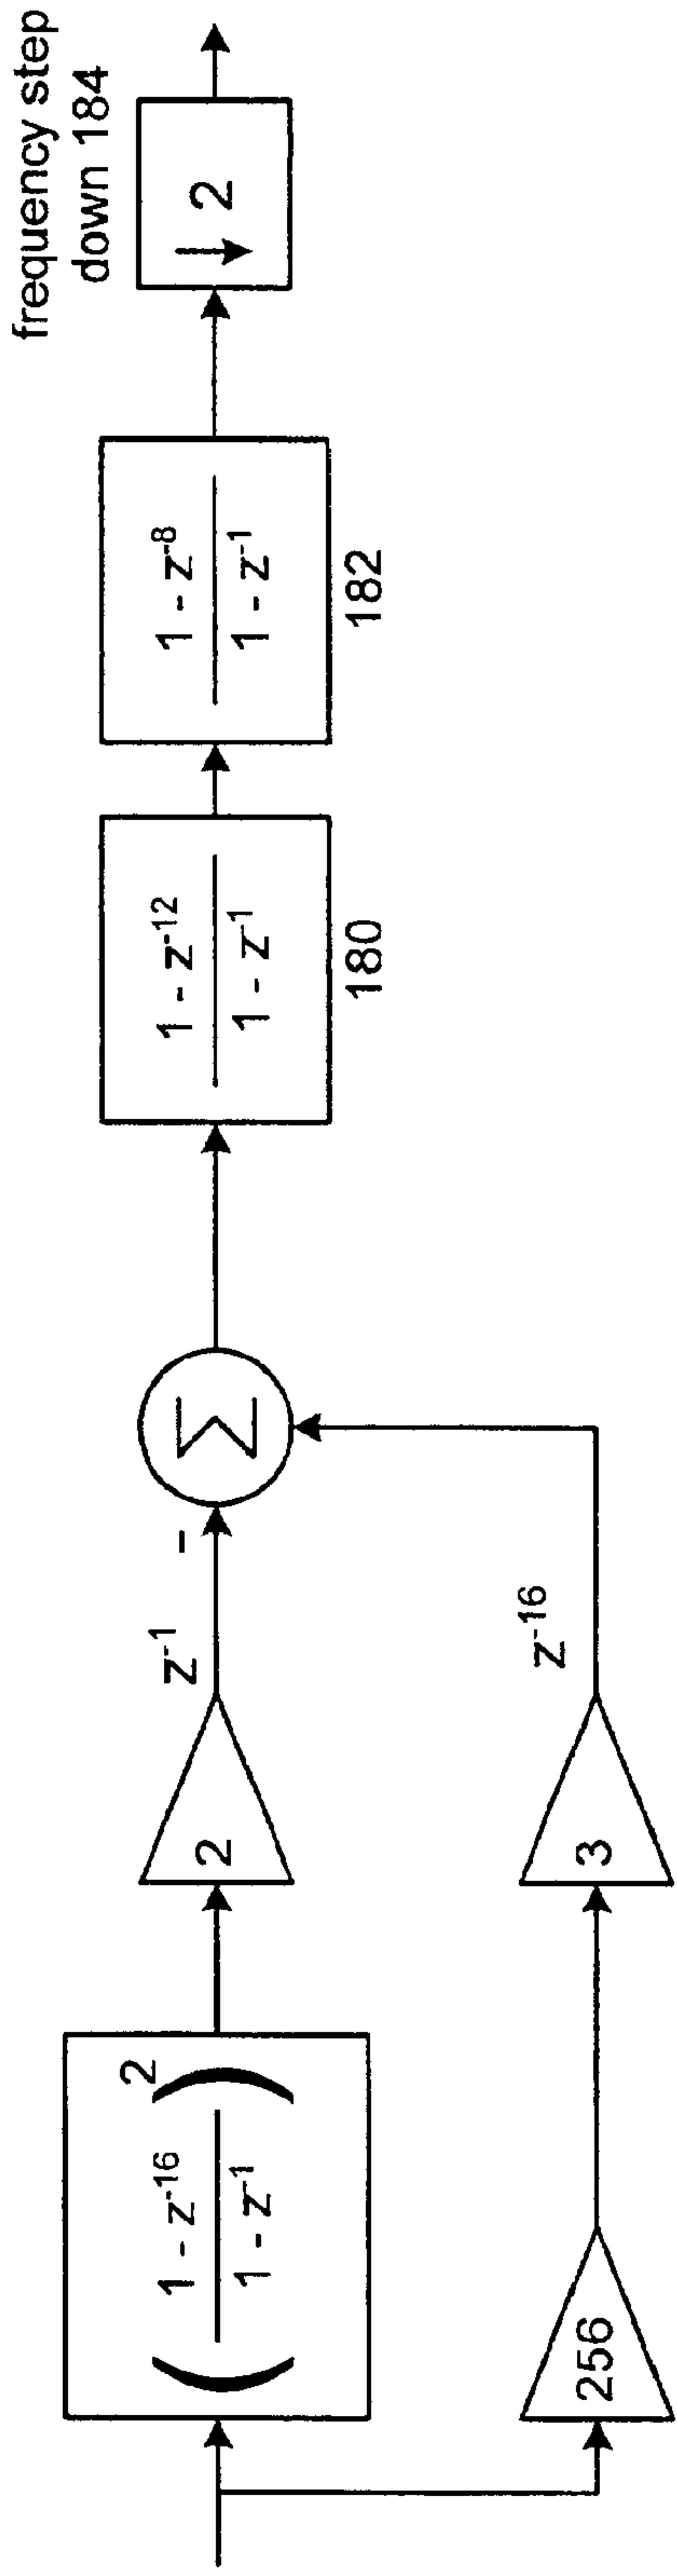 ( 1 - z⁻¹⁶ / 1 - z⁻¹ )²
2
z⁻¹
-
Σ
256
3
z⁻¹⁶
1 - z⁻¹²
1 - z⁻¹
180
1 - z⁻⁸
1 - z⁻¹
182
frequency step
down 184
↓ 2